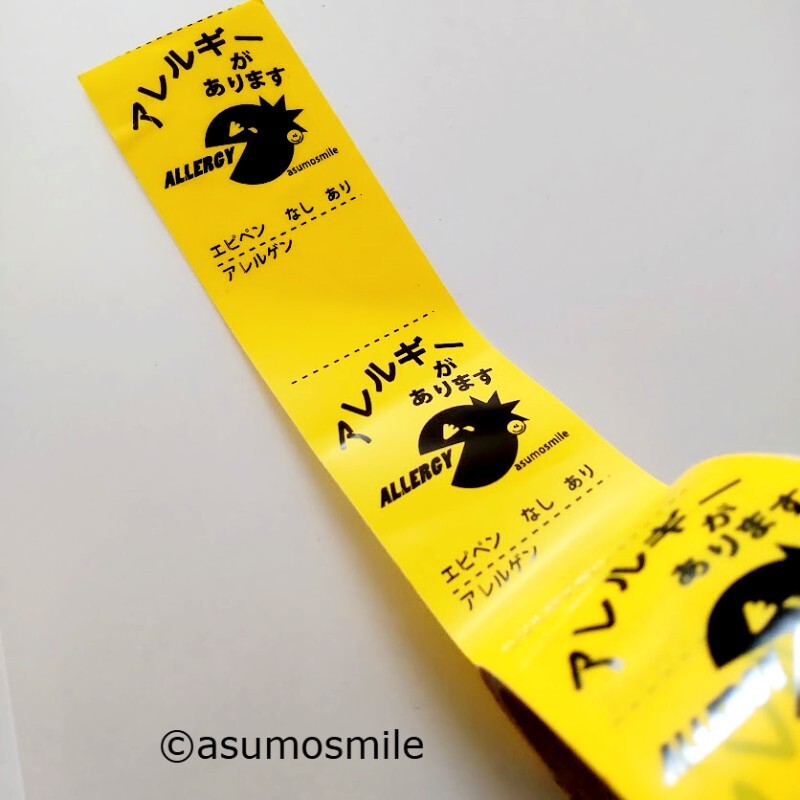 アレルギー
が
あります
ALLERGY
asumosmile
エピペン なし あり
アレルゲン
アレルギー
が
あります
ALLERGY
asumosmile
エピペン なし あり
アレルゲン
アレルギー
が
あります
ALLERGY
©asumosmile